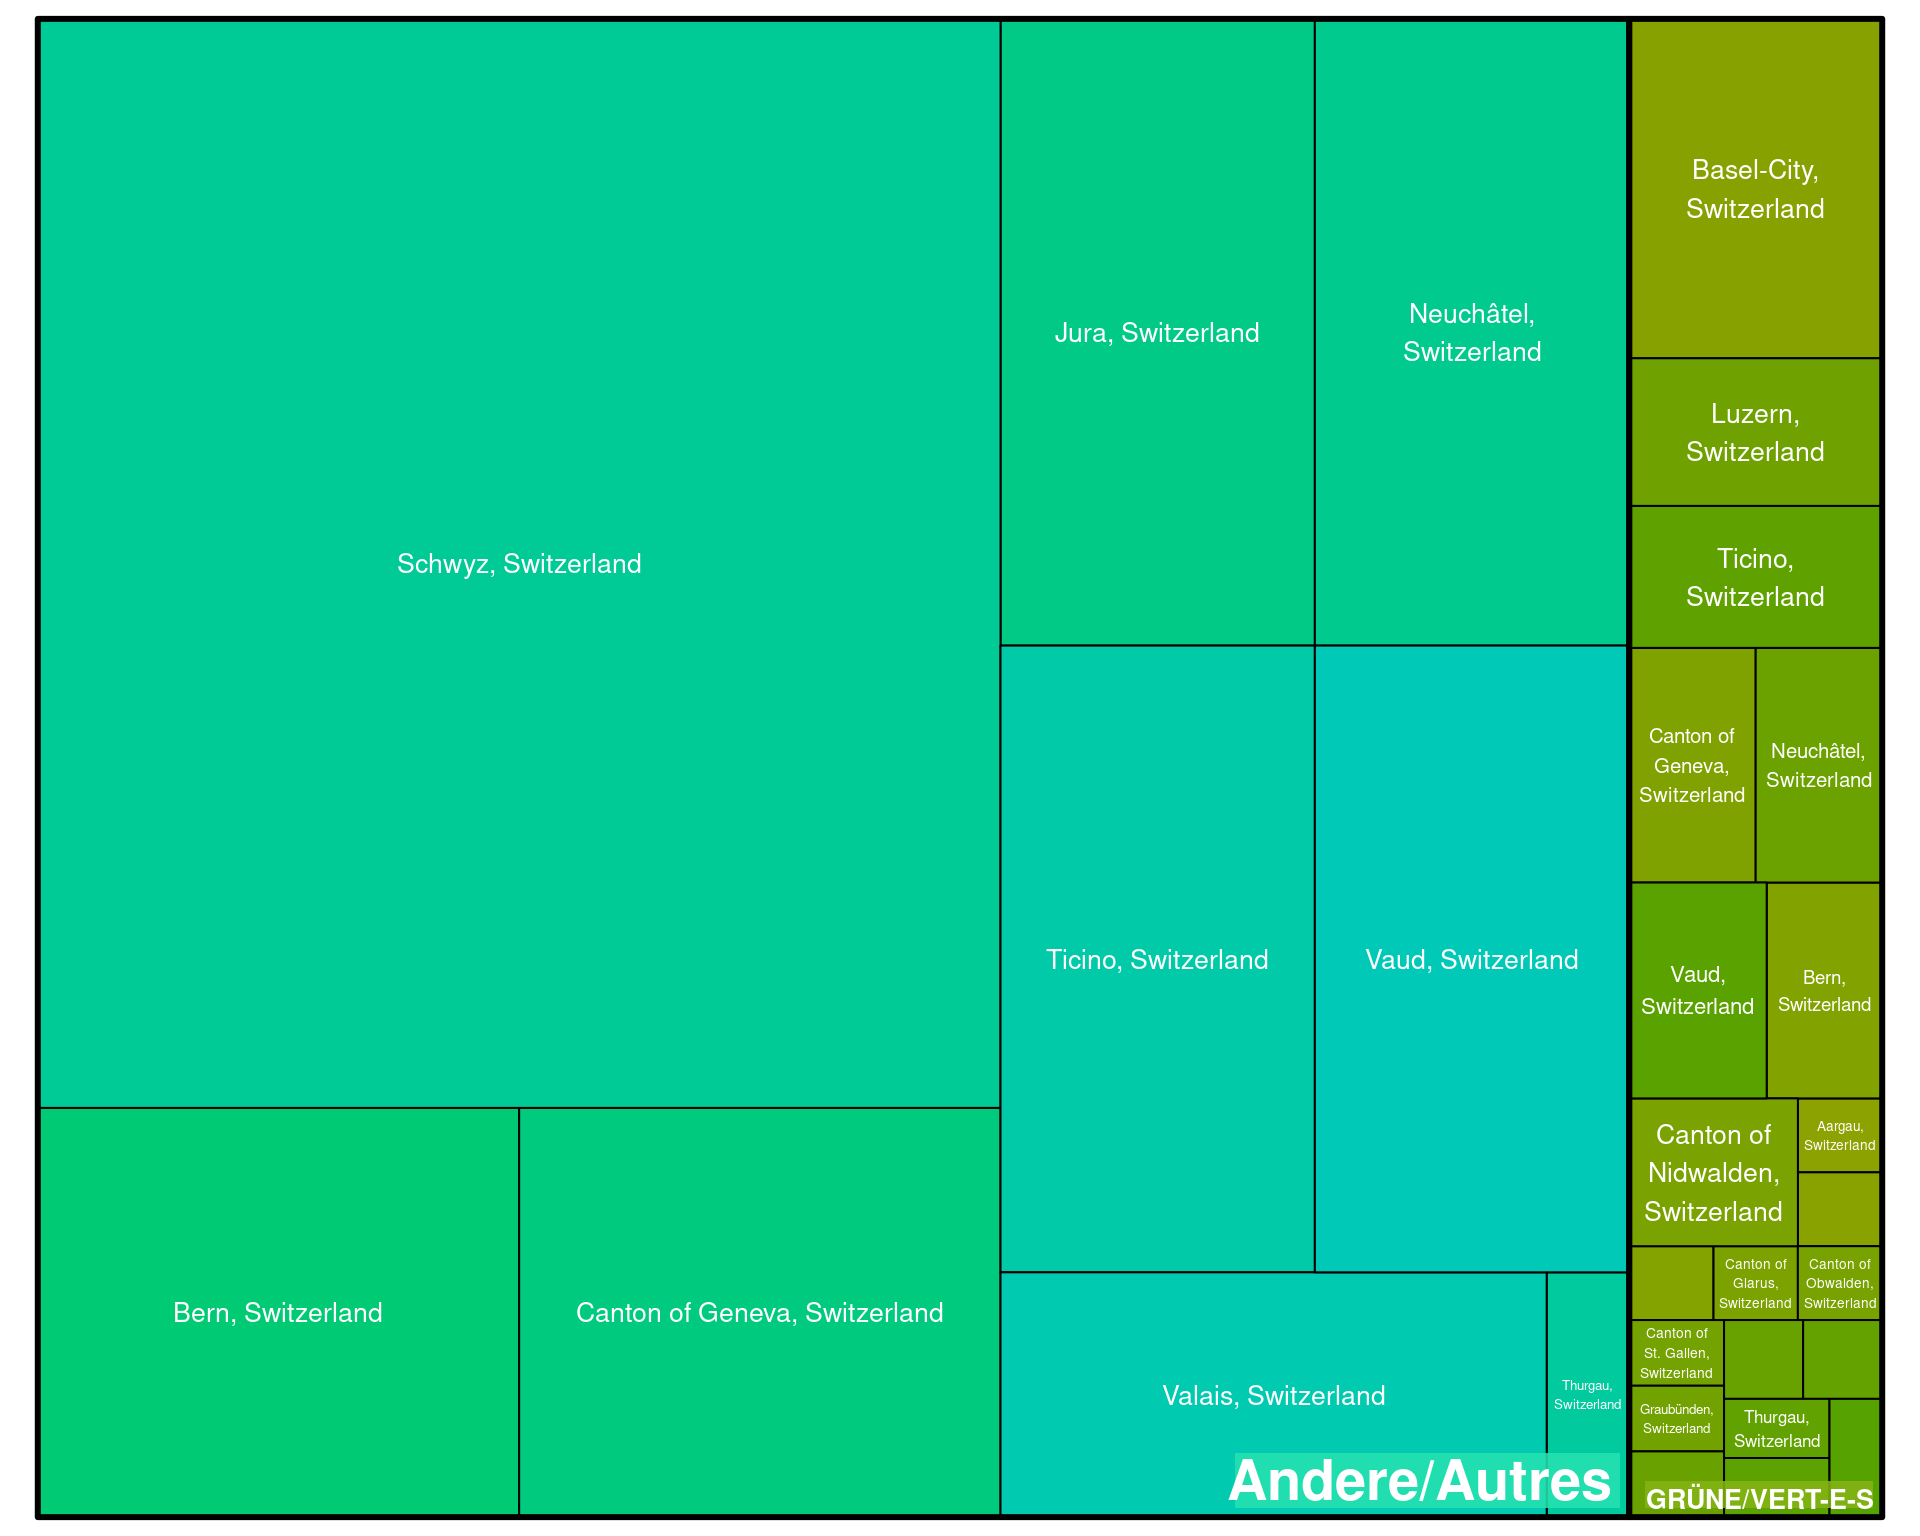 Schwyz, Switzerland
Bern, Switzerland
Canton of Geneva, Switzerland
Jura, Switzerland
Neuchâtel,
Switzerland
Ticino, Switzerland
Vaud, Switzerland
Valais, Switzerland
Thurgau,
Switzerland
Andere/Autres
Basel-City,
Switzerland
Luzern,
Switzerland
Ticino,
Switzerland
Canton of
Geneva,
Switzerland
Neuchâtel,
Switzerland
Vaud,
Switzerland
Bern,
Switzerland
Canton of
Nidwalden,
Switzerland
Aargau,
Switzerland
Canton of
Glarus,
Switzerland
Canton of
Obwalden,
Switzerland
Canton of
St. Gallen,
Switzerland
Graubünden,
Switzerland
Thurgau,
Switzerland
GRÜNE/VERT-E-S